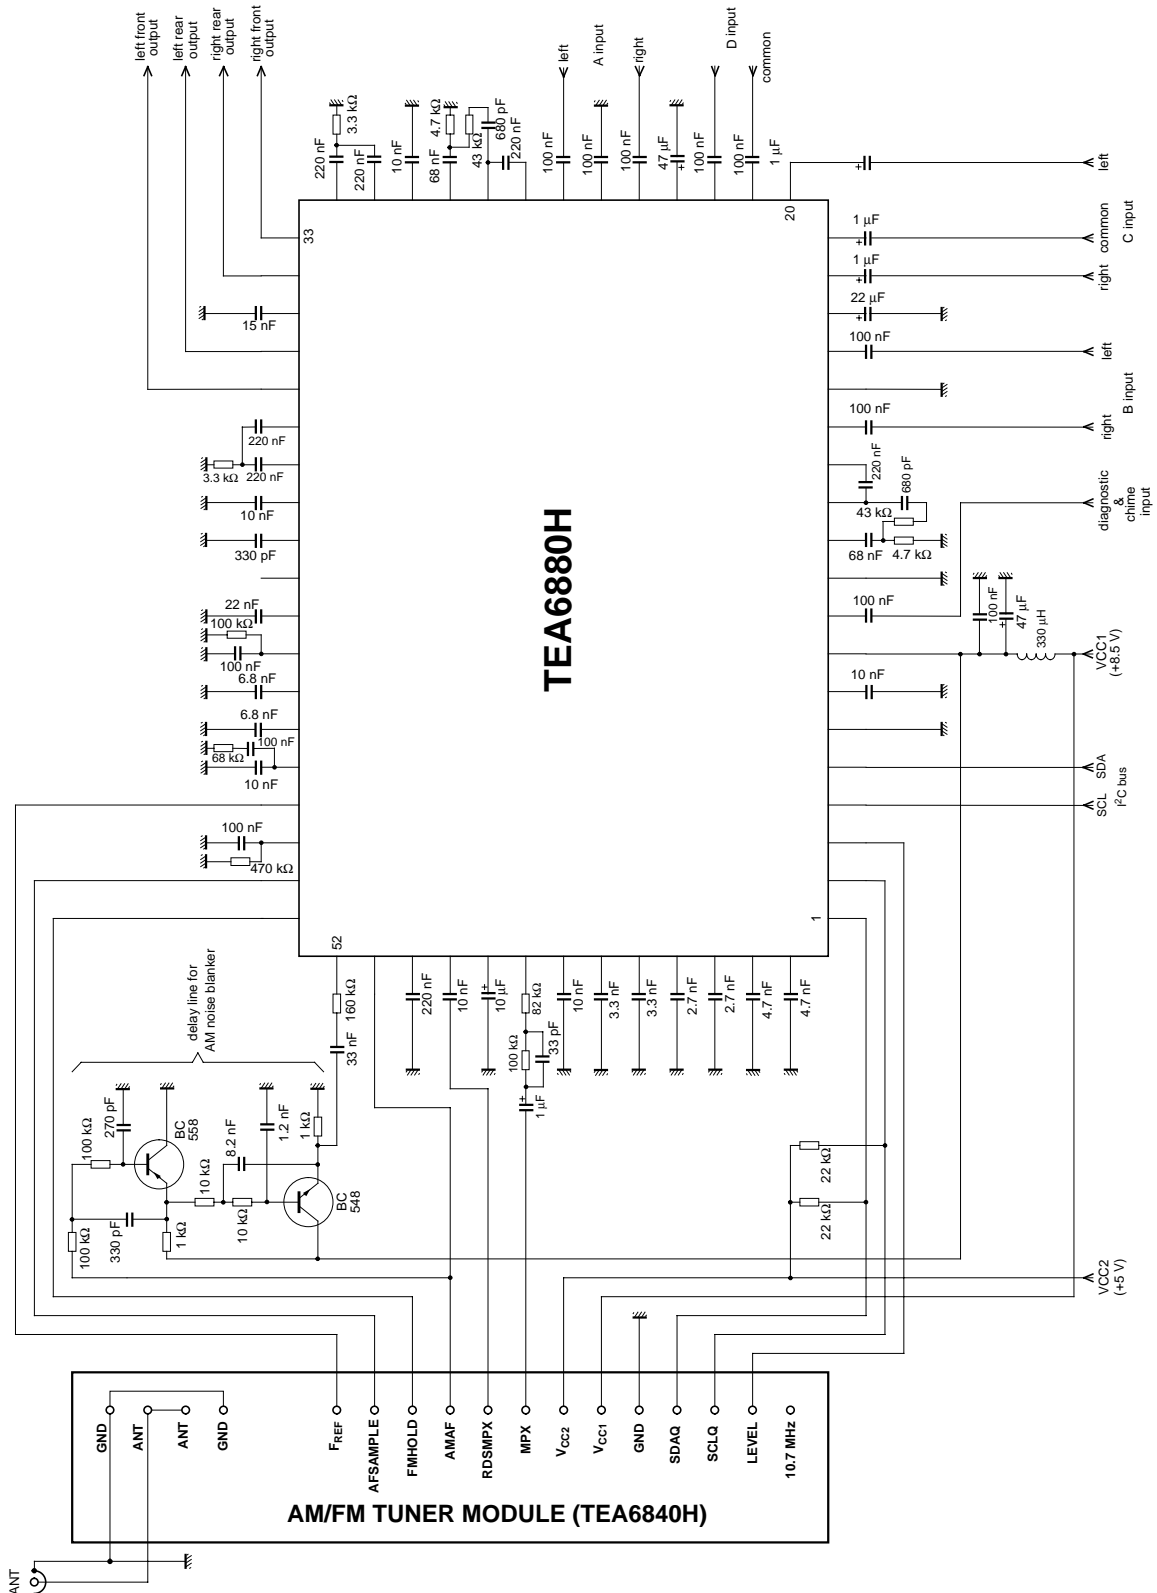 left front
output
left rear
output
right rear
output
right front
output
3.3 kΩ
220 nF
220 nF
10 nF
4.7 kΩ
68 nF
43 kΩ
680 pF
220 nF
left
100 nF
A input
100 nF
right
100 nF
47 µF
+
D input
100 nF
common
100 nF
1 µF
+
left
33
20
1 µF
+
common
C input
1 µF
+
right
22 µF
+
15 nF
100 nF
left
B input
100 nF
right
220 nF
3.3 kΩ
220 nF
220 nF
680 pF
43 kΩ
diagnostic
&
chime
input
10 nF
330 pF
68 nF
4.7 kΩ
TEA6880H
22 nF
100 kΩ
100 nF
100 nF
100 nF
47 µF
+
330 µH
VCC1
(+8.5 V)
6.8 nF
10 nF
6.8 nF
100 nF
68 kΩ
10 nF
SDA
SCL
I2C bus
100 nF
470 kΩ
52
1
delay line for
AM noise blanker
160 kΩ
33 nF
220 nF
10 nF
10 µF
+
82 kΩ
100 kΩ
33 pF
1 µF
+
10 nF
3.3 nF
3.3 nF
2.7 nF
2.7 nF
4.7 nF
4.7 nF
270 pF
100 kΩ
BC
558
10 kΩ
8.2 nF
1.2 nF
1 kΩ
100 kΩ
330 pF
1 kΩ
10 kΩ
BC
548
22 kΩ
22 kΩ
VCC2
(+5 V)
GND
ANT
ANT
GND
FREF
AFSAMPLE
FMHOLD
AMAF
RDSMPX
MPX
VCC2
VCC1
GND
SDAQ
SCLQ
LEVEL
10.7 MHz
AM/FM TUNER MODULE (TEA6840H)
ANT